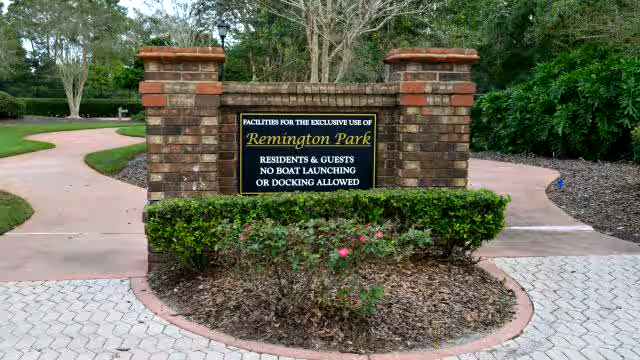 FACILITIES FOR THE EXCLUSIVE USE OF
Remington Park
RESIDENTS & GUESTS
NO BOAT LAUNCHING
OR DOCKING ALLOWED